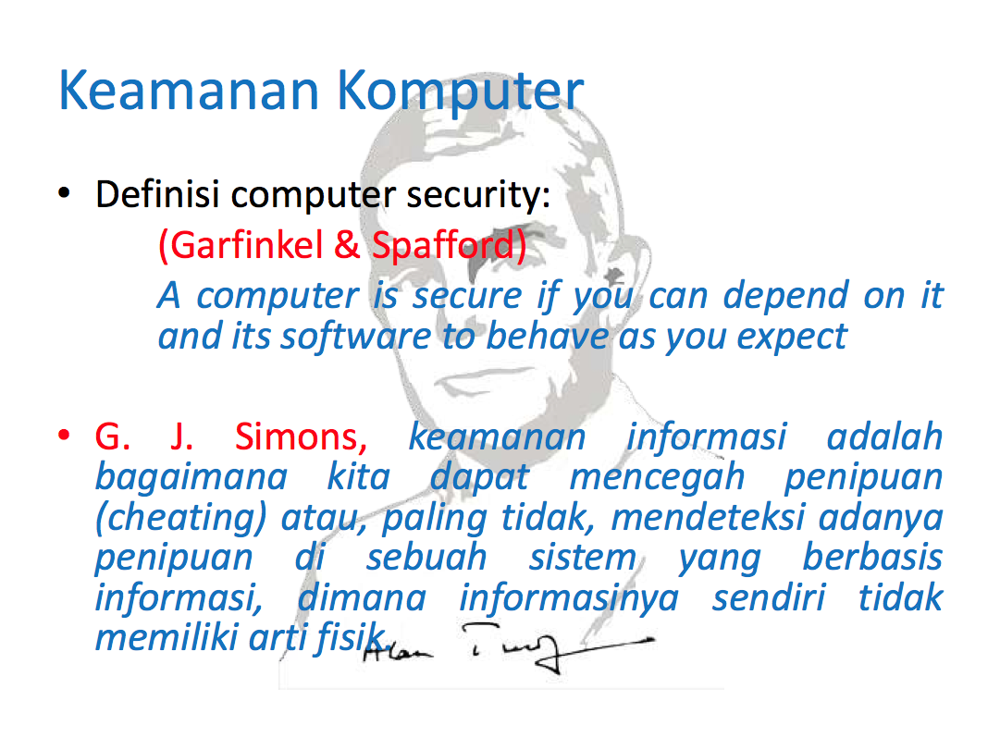 Keamanan Komputer
• Definisi computer security:
(Garfinkel & Spafford)
A computer is secure if you can depend on it
and its software to behave as you expect
• G. J. Simons, keamanan informasi adalah
bagaimana kita dapat mencegah penipuan
(cheating) atau, paling tidak, mendeteksi adanya
penipuan di sebuah sistem yang berbasis
informasi, dimana informasinya sendiri tidak
memiliki arti fisik.
Alan Turing